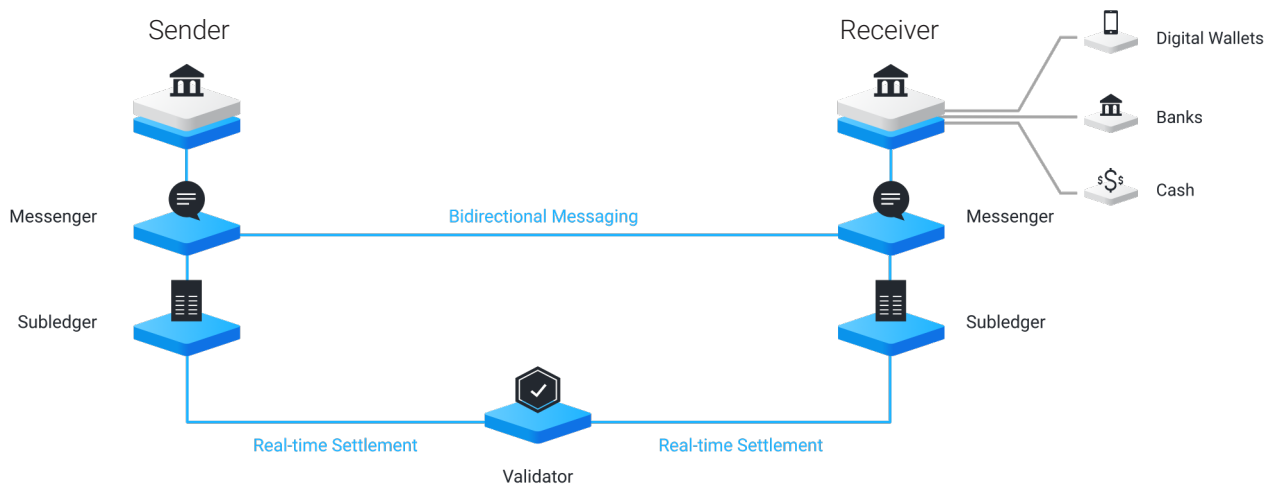 Sender
Receiver
Digital Wallets
Banks
$$$
Cash
Messenger
Bidirectional Messaging
Messenger
Subledger
Subledger
Real-time Settlement
Real-time Settlement
Validator